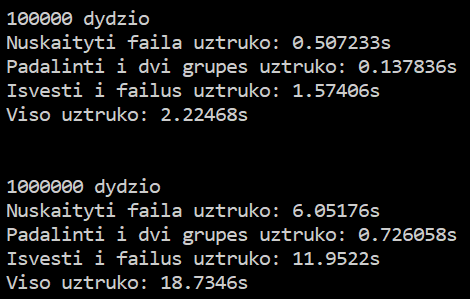 100000 dydzio
Nuskaityti faila uztruko: 0.507233s
Padalinti i dvi grupes uztruko: 0.137836s
Isvesti i failus uztruko: 1.57406s
Viso uztruko: 2.22468s
1000000 dydzio
Nuskaityti faila uztruko: 6.05176s
Padalinti i dvi grupes uztruko: 0.726058s
Isvesti i failus uztruko: 11.9522s
Viso uztruko: 18.7346s